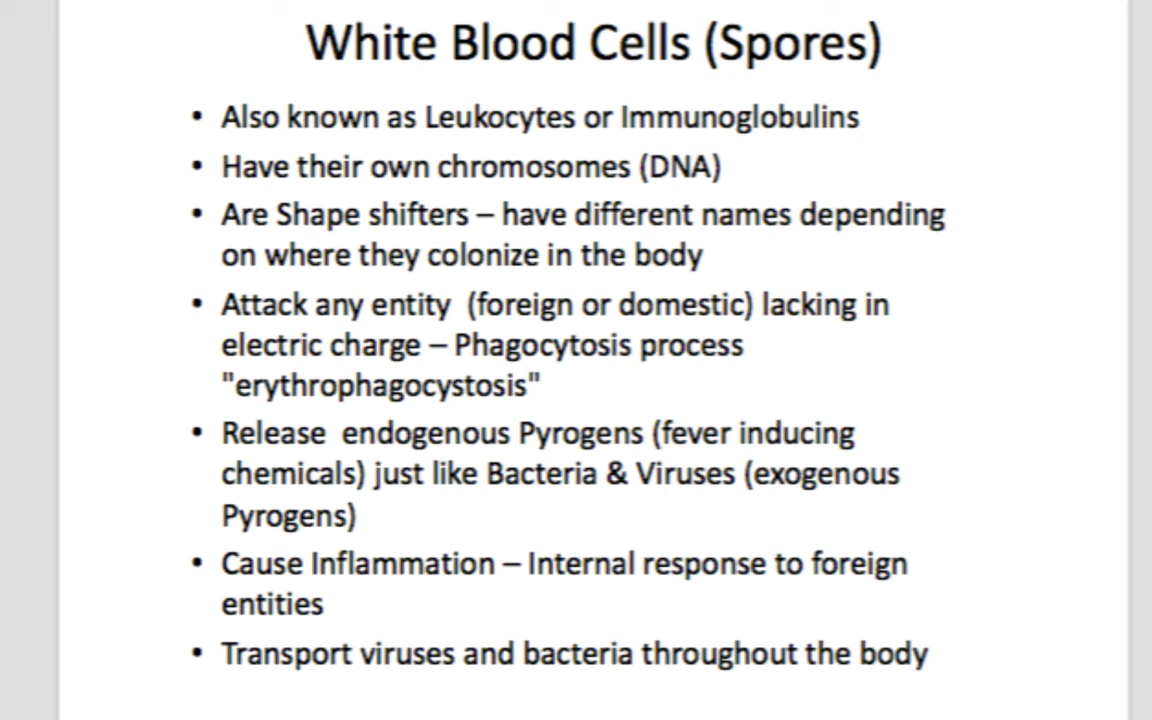 White Blood Cells (Spores)
• Also known as Leukocytes or Immunoglobulins
• Have their own chromosomes (DNA)
• Are Shape shifters – have different names depending
on where they colonize in the body
• Attack any entity  (foreign or domestic) lacking in
electric charge – Phagocytosis process
"erythrophagocystosis"
• Release  endogenous Pyrogens (fever inducing
chemicals) just like Bacteria & Viruses (exogenous
Pyrogens)
• Cause Inflammation – Internal response to foreign
entities
• Transport viruses and bacteria throughout the body